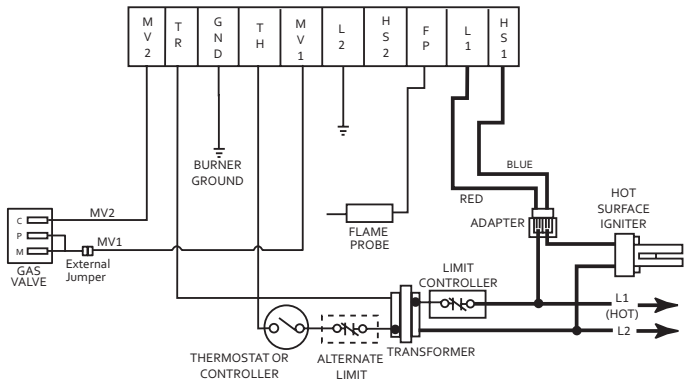 MV2 TR GND TH MV1 L2 HS2 FP L1 HS1
BURNER
GROUND
BLUE
RED
HOT
SURFACE
IGNITER
ADAPTER
FLAME
PROBE
C
P
M
MV2
MV1
GAS
VALVE
External
Jumper
LIMIT
CONTROLLER
L1
(HOT)
L2
THERMOSTAT OR
CONTROLLER
ALTERNATE
LIMIT
TRANSFORMER